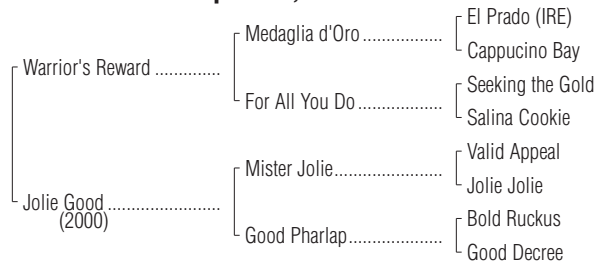 El Prado (IRE)
Medaglia d'Oro..................
Cappucino Bay
Warrior's Reward ..............
Seeking the Gold
For All You Do...................
Salina Cookie
Valid Appeal
Mister Jolie........................
Jolie Jolie
Jolie Good........................
(2000)
Bold Ruckus
Good Pharlap.....................
Good Decree